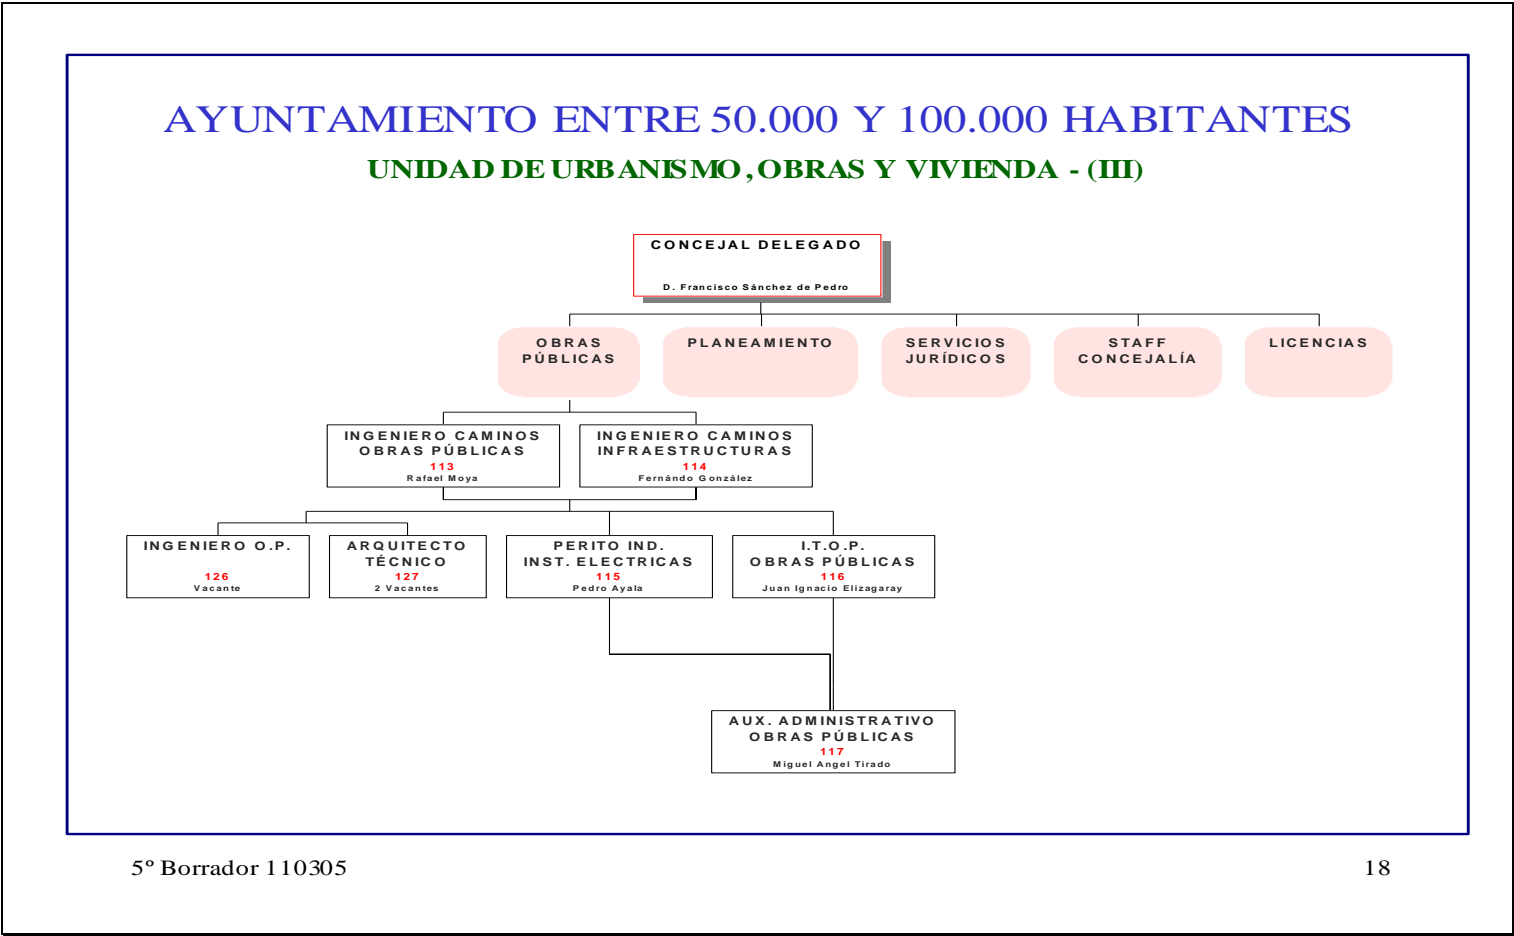 AYUNTAMIENTO ENTRE 50.000 Y 100.000 HABITANTES
UNIDAD DE URBANISMO, OBRAS Y VIVIENDA - (III)
CONCEJAL DELEGADO
D. Francisco Sánchez de Pedro
OBRAS
PÚBLICAS
PLANEAMIENTO
SERVICIOS
JURÍDICOS
STAFF
CONCEJALÍA
LICENCIAS
INGENIERO CAMINOS
OBRAS PÚBLICAS
113
Rafael Moya
INGENIERO CAMINOS
INFRAESTRUCTURAS
114
Fernándo González
INGENIERO O.P.
126
Vacante
ARQUITECTO
TÉCNICO
127
2 Vacantes
PERITO IND.
INST. ELECTRICAS
115
Pedro Ayala
I.T.O.P.
OBRAS PÚBLICAS
116
Juan Ignacio Elizagaray
AUX. ADMINISTRATIVO
OBRAS PÚBLICAS
117
Miguel Angel Tirado
5º Borrador 110305
18